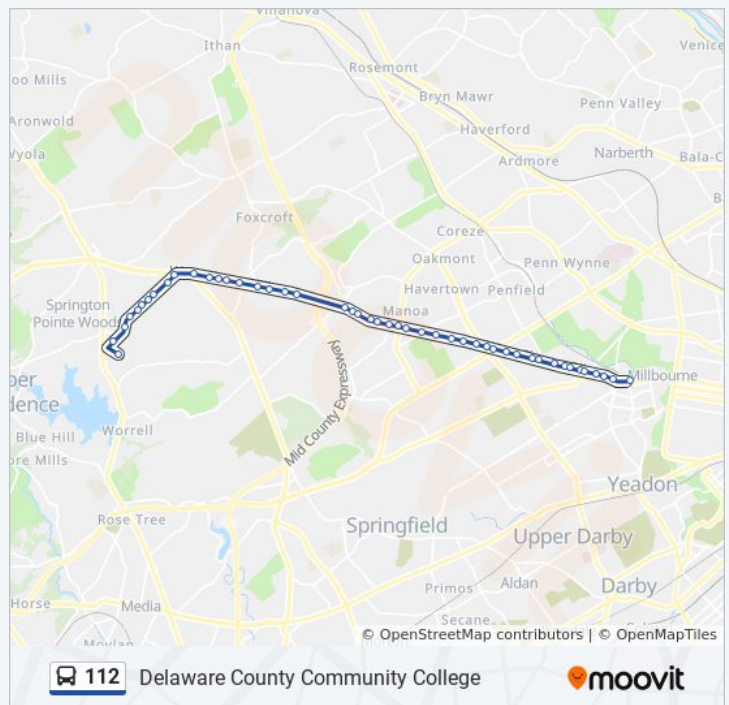 Villanova
Ithan
Venice
Rosemont
oo Mills
Bryn Mawr
Penn Valley
Aronwold
Haverford
Narberth
Bala-C
Wyola
Ardmore
B
Foxcroft
Coreze
Oakmont
Penn Wynne
Havertown
Penfield
Springton
Pointe Woods
Manoa
Millbourne
per
dence
Mid County Expressway
Blue Hill
Worrell
ore Mills
Yeadon
Rose Tree
Springfield
Upper Darby
Primos
Aldan
Darby
Horse
Media
Secane
Moylan
© OpenStreetMap contributors | © OpenMapTiles
112 Delaware County Community College
moovit